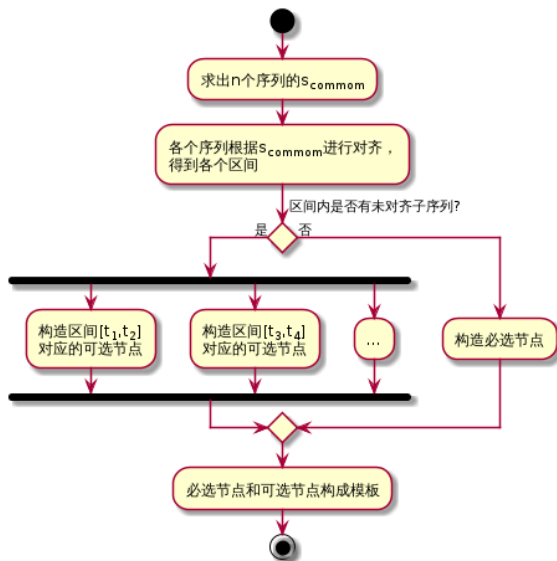 求出n个序列的s_commom
各个序列根据s_commom进行对齐，
得到各个区间
区间内是否有未对齐子序列?
是
否
构造区间[t₁,t₂]
对应的可选节点
构造区间[t₃,t₄]
对应的可选节点
...
构造必选节点
必选节点和可选节点构成模板